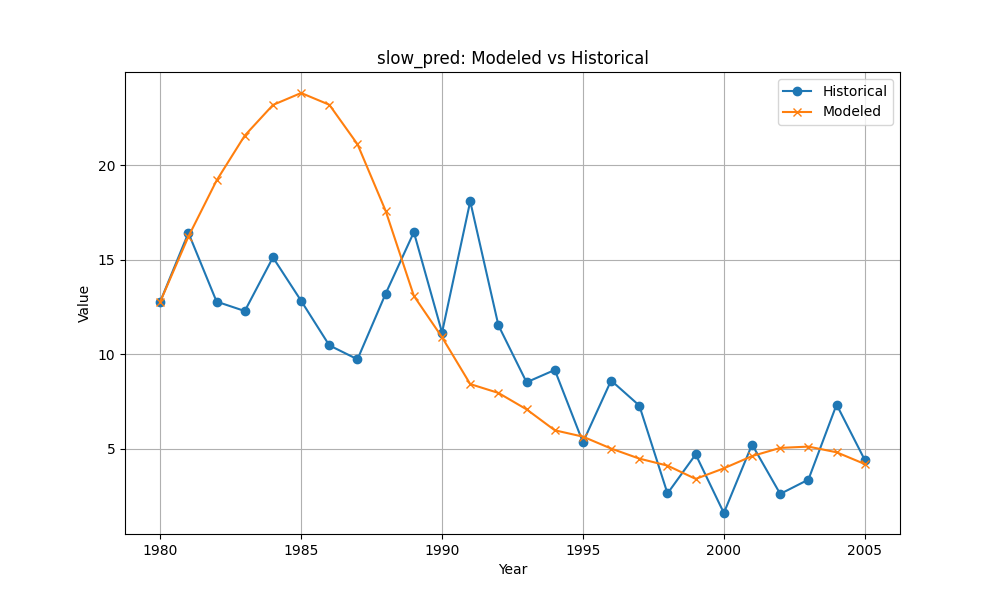 slow_pred: Modeled vs Historical
Historical
Modeled
Value
20
15
10
5
1980 1985 1990 1995 2000 2005
Year